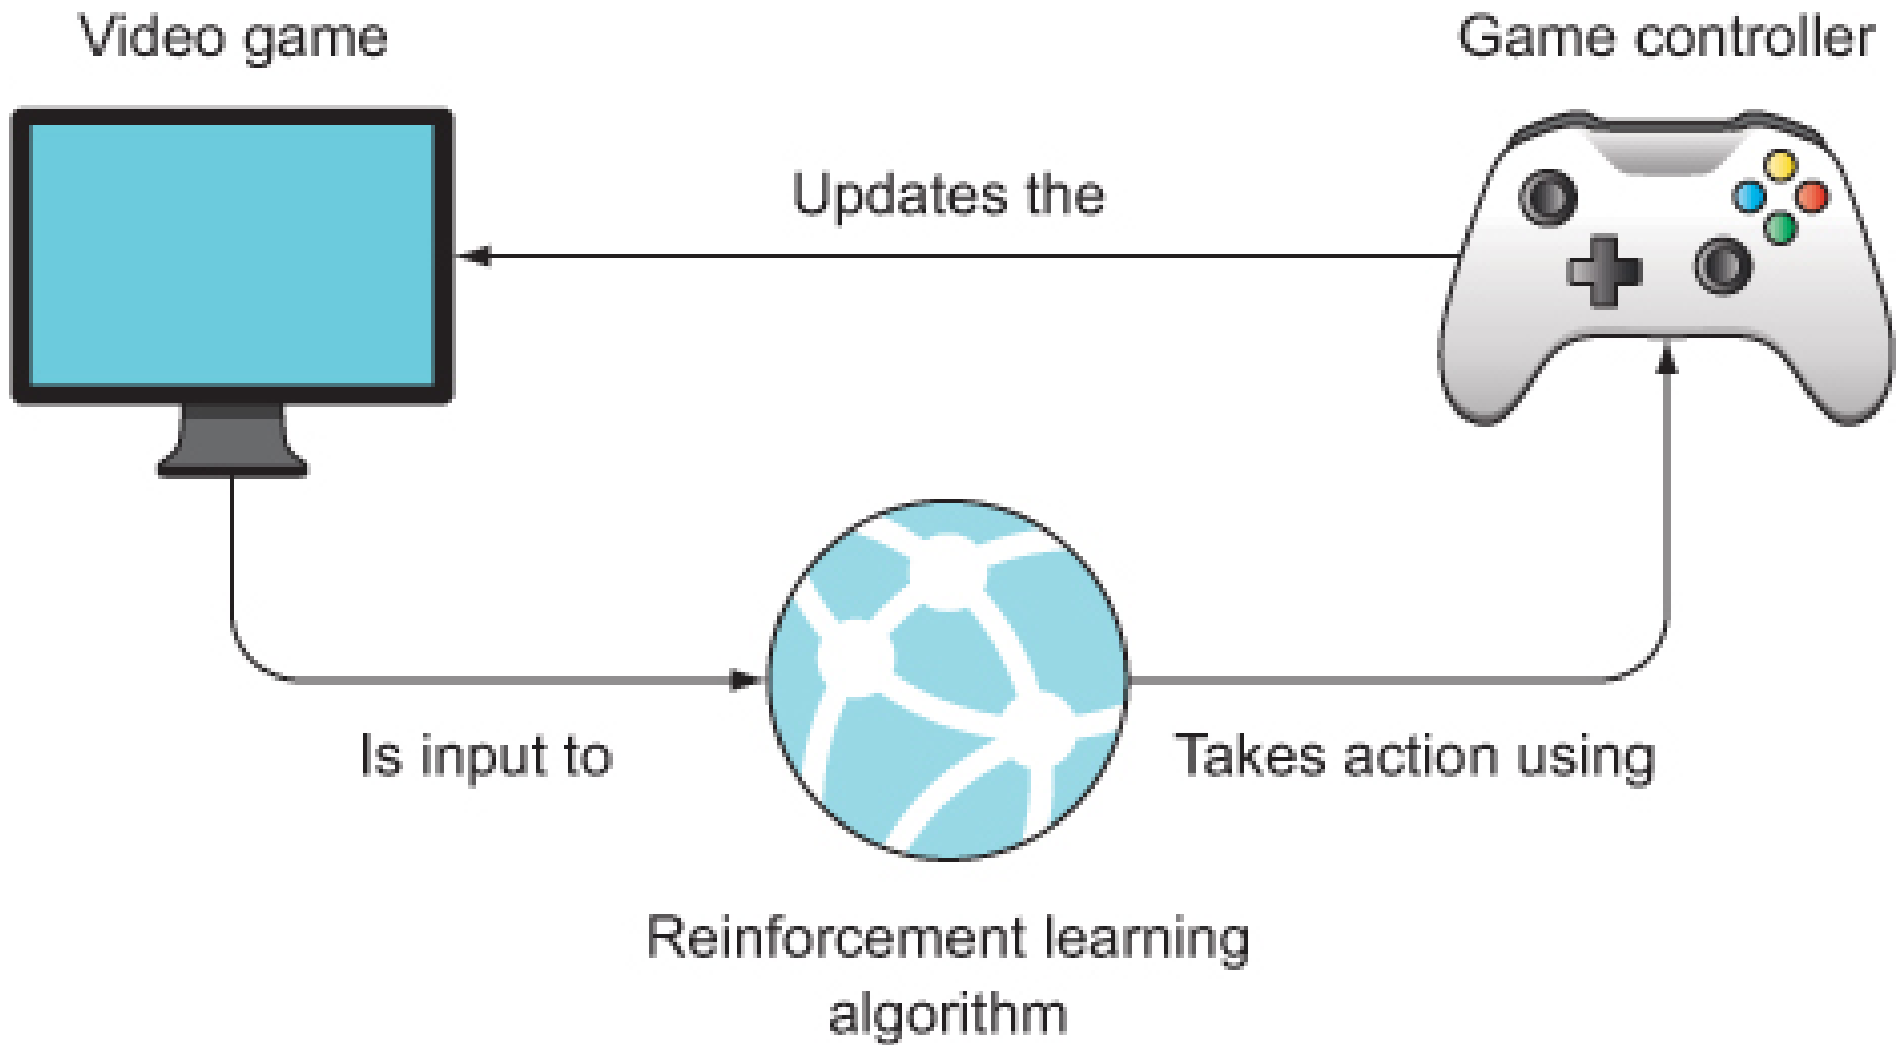 Video game
Game controller
Updates the
Is input to
Takes action using
Reinforcement learning
algorithm